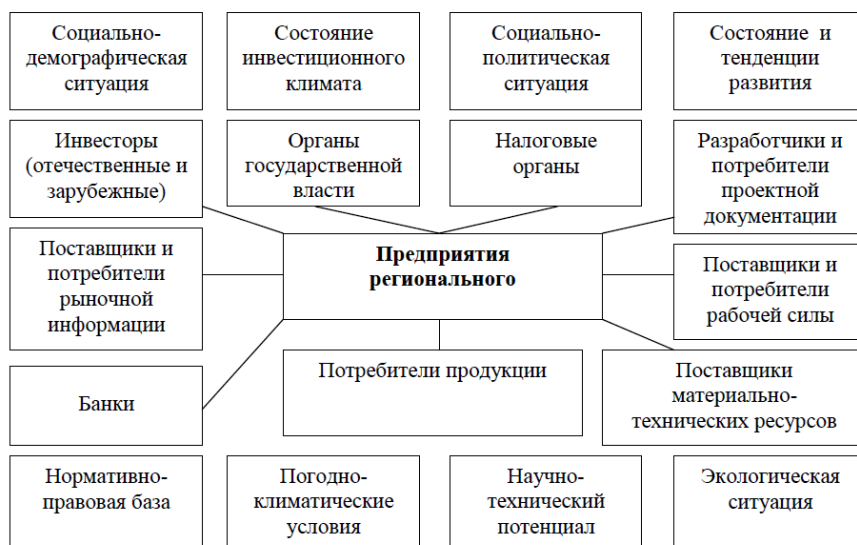 Социально-
демографическая
ситуация
Состояние
инвестиционного
климата
Социально-
политическая
ситуация
Состояние и
тенденции
развития
Инвесторы
(отечественные и
зарубежные)
Органы
государственной
власти
Налоговые
органы
Разработчики и
потребители
проектной
документации
Поставщики и
потребители
рыночной
информации
Предприятия
регионального
Поставщики и
потребители
рабочей силы
Банки
Потребители продукции
Поставщики
материально-
технических ресурсов
Нормативно-
правовая база
Погодно-
климатические
условия
Научно-
технический
потенциал
Экологическая
ситуация